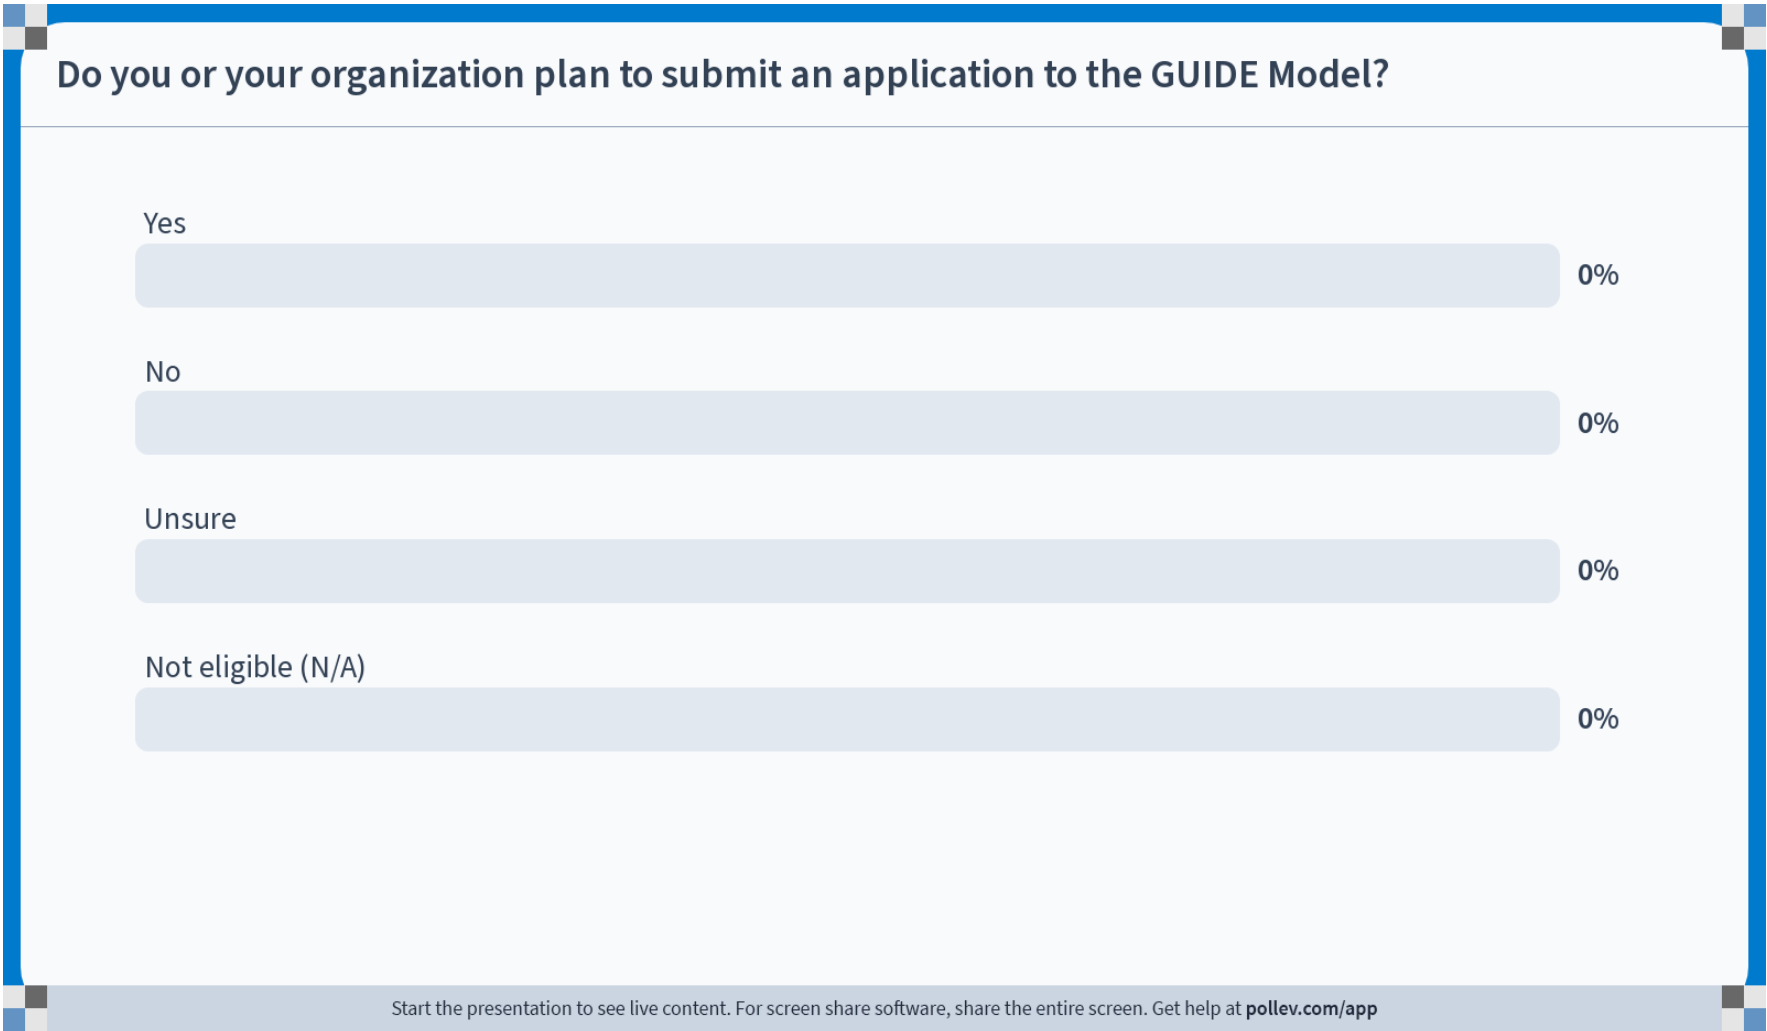 Do you or your organization plan to submit an application to the GUIDE Model?
Yes
0%
No
0%
Unsure
0%
Not eligible (N/A)
0%
Start the presentation to see live content. For screen share software, share the entire screen. Get help at pollev.com/app